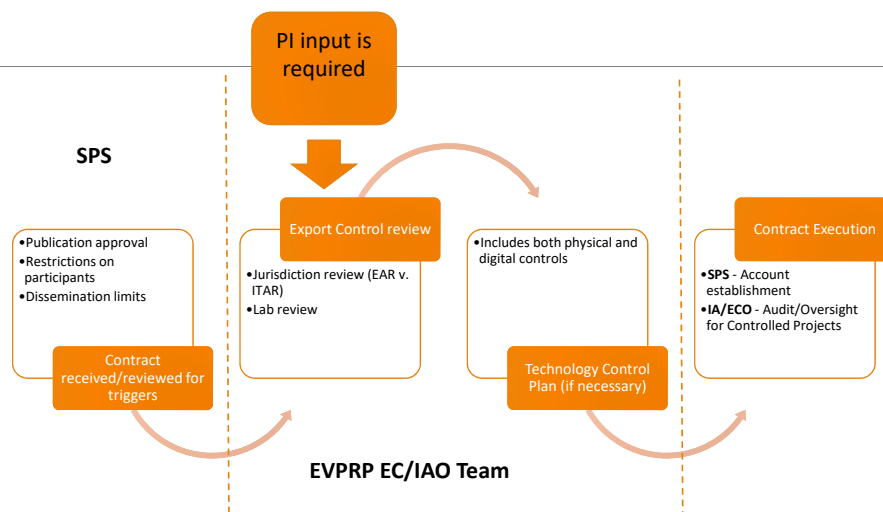 PI input is
required
SPS
•Publication approval
•Restrictions on
participants
•Dissemination limits
Contract
received/reviewed for
triggers
Export Control review
•Jurisdiction review (EAR v.
ITAR)
•Lab review
•Includes both physical and
digital controls
Technology Control
Plan (if necessary)
Contract Execution
•SPS - Account
establishment
•IA/ECO - Audit/Oversight
for Controlled Projects
EVPRP EC/IAO Team